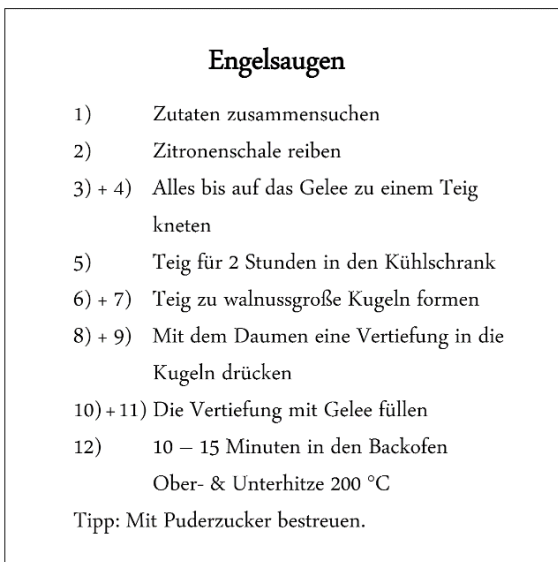 Engelsaugen
1) Zutaten zusammensuchen
2) Zitronenschale reiben
3) + 4) Alles bis auf das Gelee zu einem Teig
kneten
5) Teig für 2 Stunden in den Kühlschrank
6) + 7) Teig zu walnussgroße Kugeln formen
8) + 9) Mit dem Daumen eine Vertiefung in die
Kugeln drücken
10) + 11) Die Vertiefung mit Gelee füllen
12) 10 – 15 Minuten in den Backofen
Ober- & Unterhitze 200 °C
Tipp: Mit Puderzucker bestreuen.